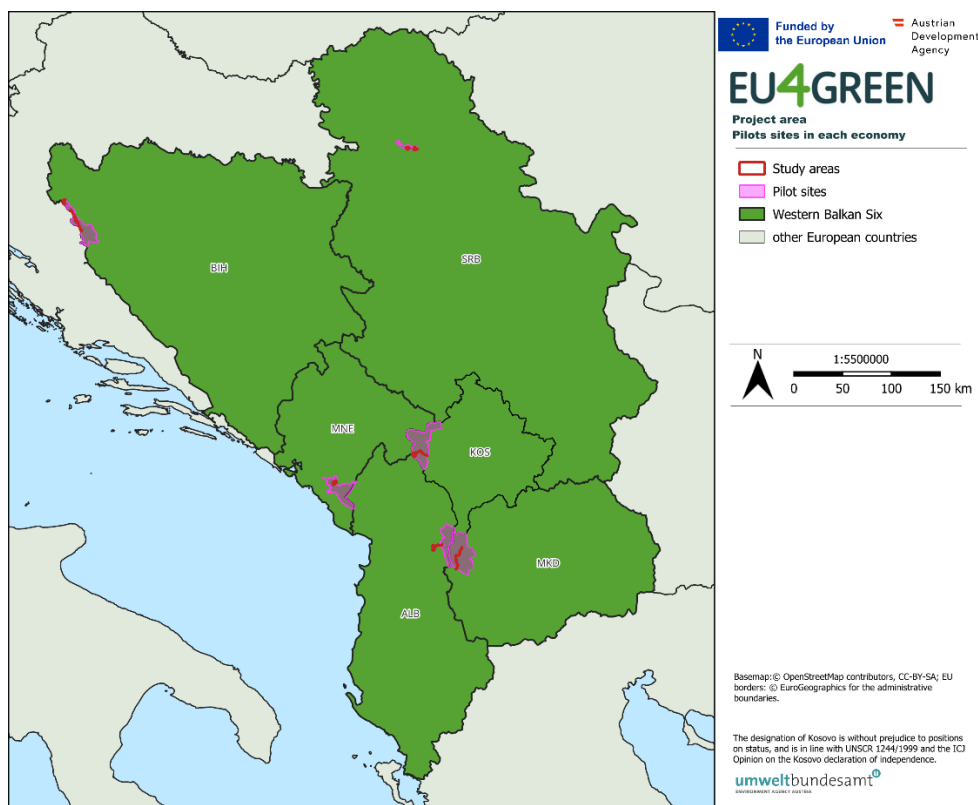 Funded by
the European Union
Austrian
Development
Agency
EU4GREEN
Project area
Pilots sites in each economy
Study areas
Pilot sites
Western Balkan Six
other European countries
N
1:5500000
0 50 100 150 km
BIH
SRB
MNE
KOS
MKD
ALB
Basemap:© OpenStreetMap contributors, CC-BY-SA; EU
borders: © EuroGeographics for the administrative
boundaries.
The designation of Kosovo is without prejudice to positions
on status, and is in line with UNSCR 1244/1999 and the ICJ
Opinion on the Kosovo declaration of independence.
umweltbundesamt
ENVIRONMENT AGENCY AUSTRIA